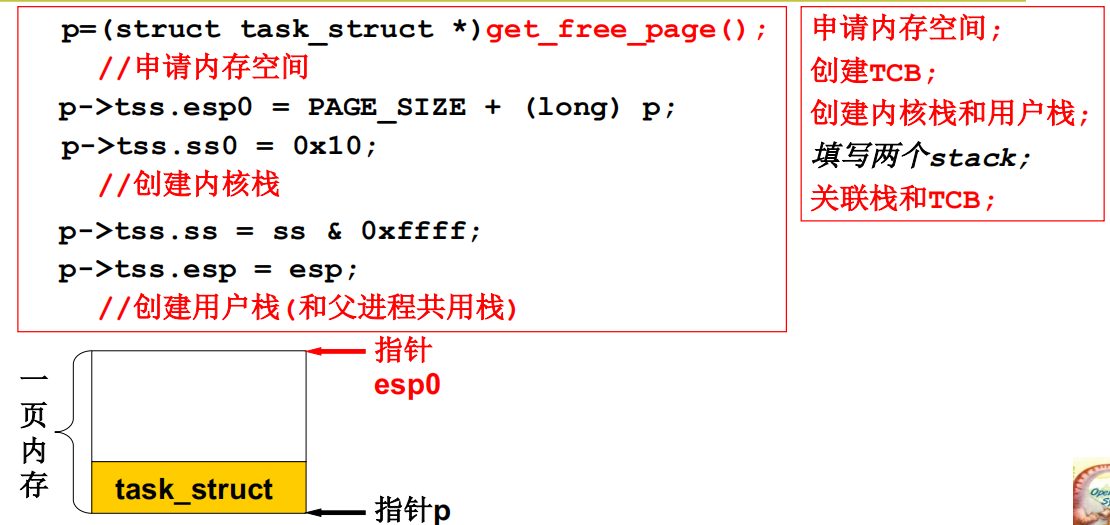 p=(struct task_struct *)get_free_page();
//申请内存空间
p->tss.esp0 = PAGE_SIZE + (long) p;
p->tss.ss0 = 0x10;
//创建内核栈
p->tss.ss = ss & 0xffff;
p->tss.esp = esp;
//创建用户栈(和父进程共用栈)
申请内存空间;
创建TCB;
创建内核栈和用户栈;
填写两个stack;
关联栈和TCB;
指针
esp0
一页内存
task_struct
指针p